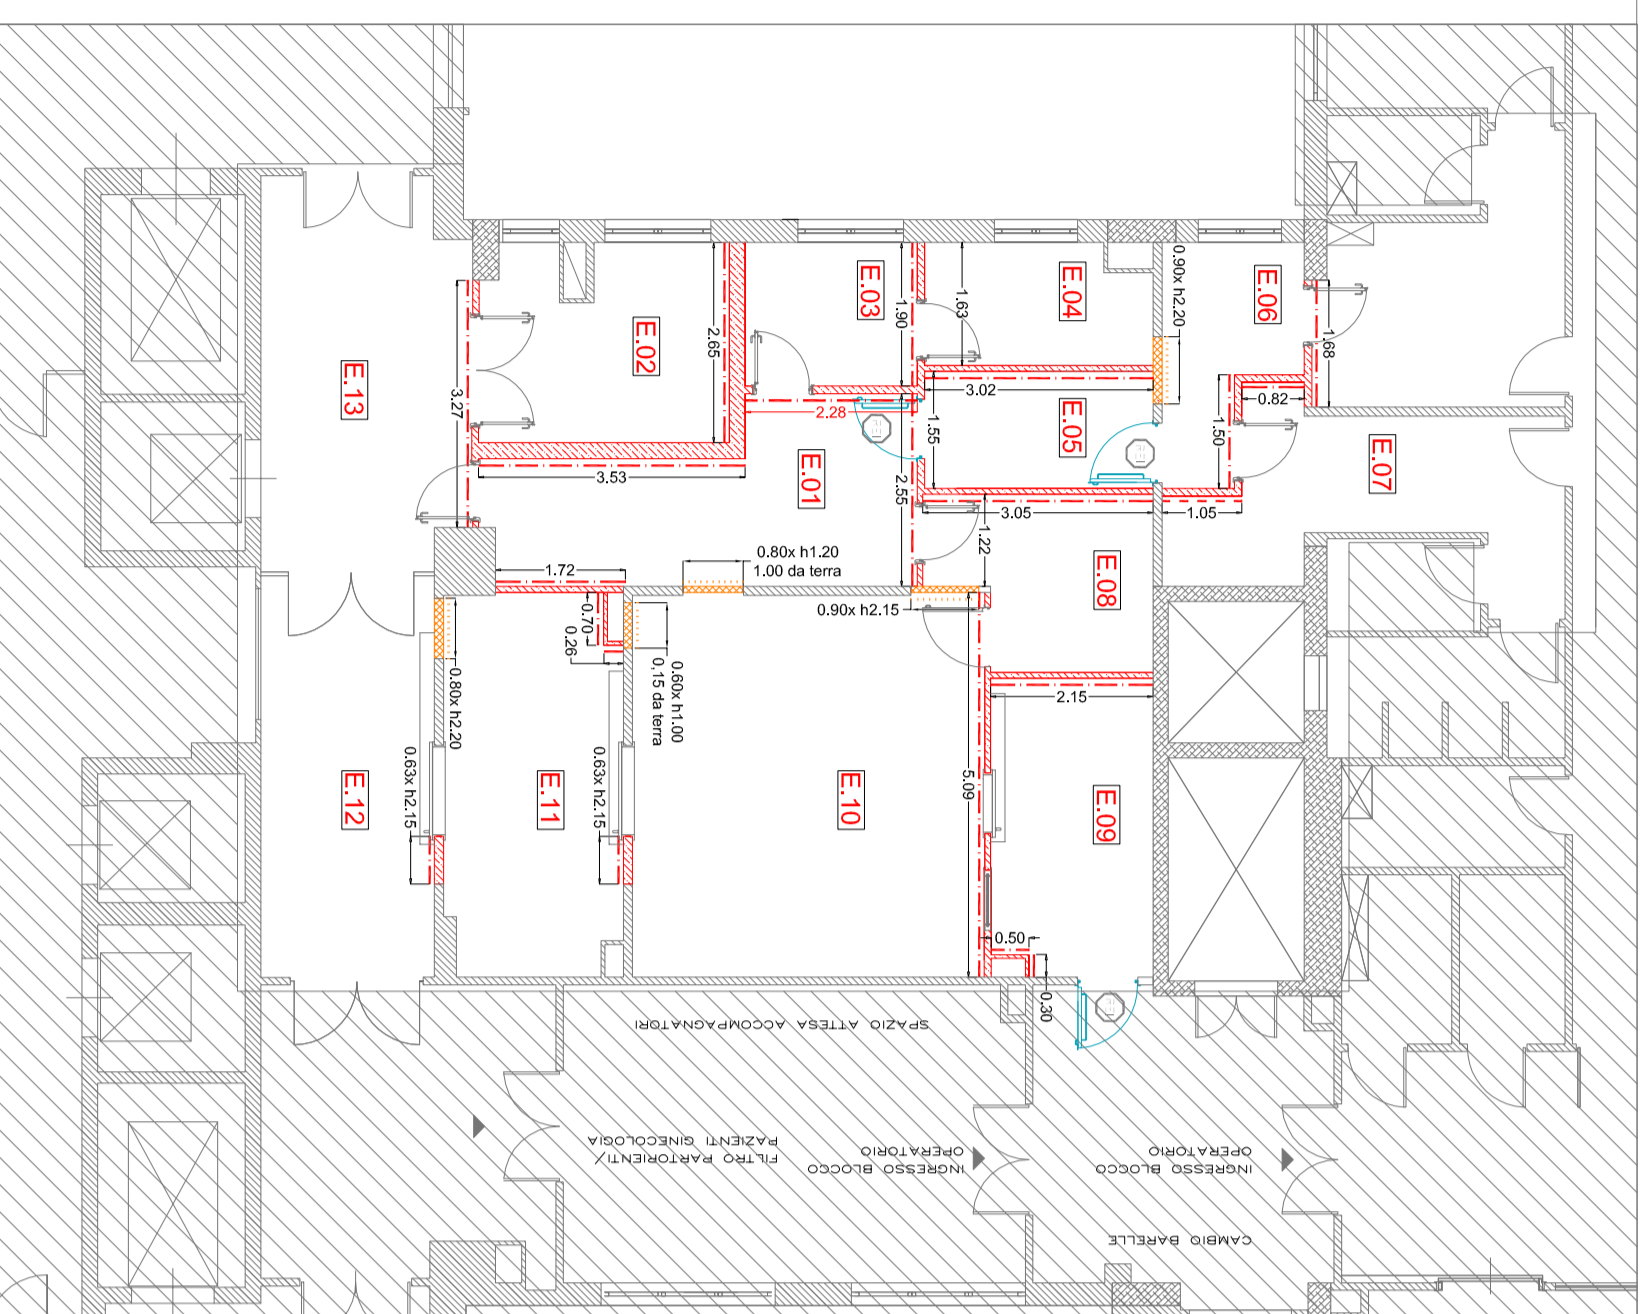 E.01
E.02
E.03
E.04
E.05
E.06
E.07
E.08
E.09
E.10
E.11
E.12
E.13
0.90x h2.20
1.68
1.63
1.90
2.65
3.27
3.02
2.28
1.55
0.82
1.50
3.53
2.55
3.05
1.22
1.05
1.72
0.80x h1.20
1.00 da terra
0.90x h2.15
0.70
0.26
0.60x h1.00
0,15 da terra
0.80x h2.20
2.15
5.09
0.63x h2.15
0.63x h2.15
0.50
0.30
REI
REI
REI
SPAZIO ATTESA ACCOMPAGNATORI
FILTRO PARTORIENTI/
PAZIENTI GINECOLOGIA
INGRESSO BLOCCO
OPERATORIO
INGRESSO BLOCCO
OPERATORIO
CAMBIO BARELLE